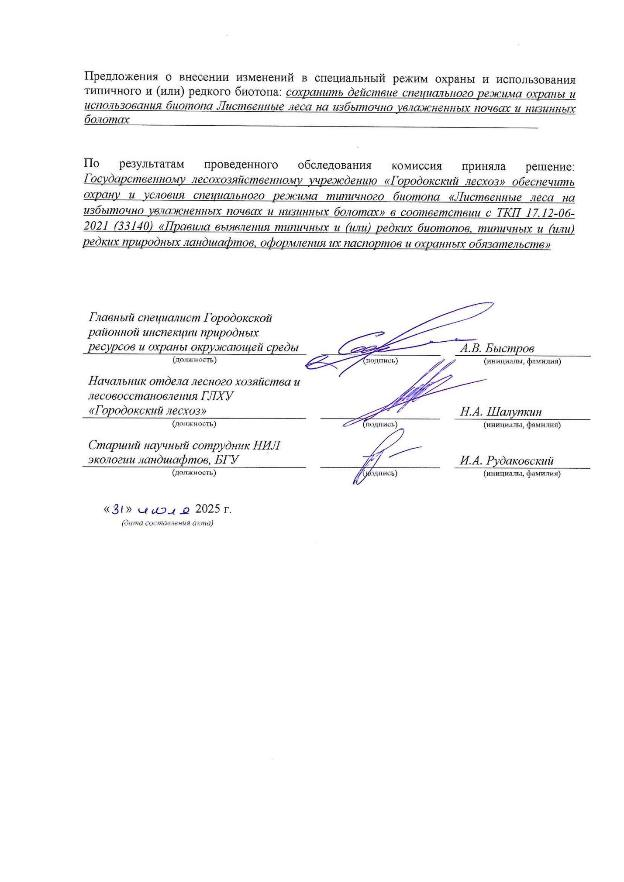 Предложения о внесении изменений в специальный режим охраны и использования
типичного и (или) редкого биотопа: сохранить действие специального режима охраны и
использования биотопа Лиственные леса на избыточно увлажненных почвах и низинных
болотах
По результатам проведенного обследования комиссия приняла решение:
Государственному лесохозяйственному учреждению «Городокский лесхоз» обеспечить
охрану и условия специального режима типичного биотопа «Лиственные леса на
избыточно увлажненных почвах и низинных болотах» в соответствии с ТКП 17.12-06-
2021 (33140) «Правила выявления типичных и (или) редких биотопов, типичных и (или)
редких природных ландшафтов, оформления их паспортов и охранных обязательств»
Главный специалист Городокской
районной инспекции природных
ресурсов и охраны окружающей среды А.В. Быстров
(должность) (подпись) (инициалы, фамилия)
Начальник отдела лесного хозяйства и
лесовосстановления ГЛХУ
«Городокский лесхоз» Н.А. Шалуткин
(должность) (подпись) (инициалы, фамилия)
Старший научный сотрудник НИЛ
экологии ландшафтов, БГУ И.А. Рудаковский
(должность) (подпись) (инициалы, фамилия)
«31» июля 2025 г.
(дата составления акта)